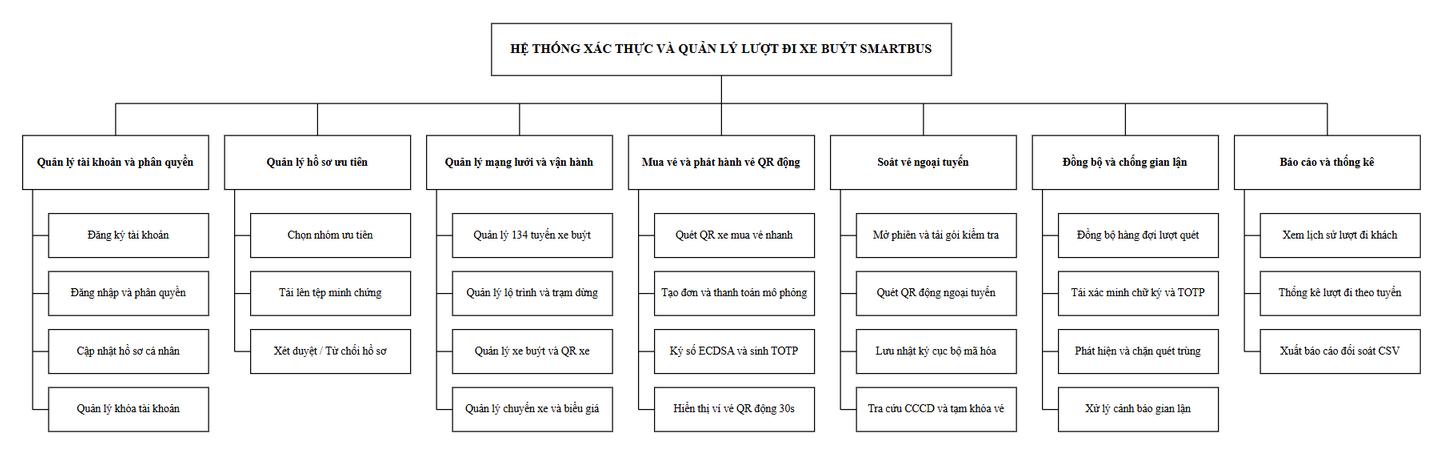 HỆ THỐNG XÁC THỰC VÀ QUẢN LÝ LƯỢT ĐI XE BUÝT SMARTBUS
Quản lý tài khoản và phân quyền
Đăng ký tài khoản
Đăng nhập và phân quyền
Cập nhật hồ sơ cá nhân
Quản lý khóa tài khoản
Quản lý hồ sơ ưu tiên
Chọn nhóm ưu tiên
Tải lên tệp minh chứng
Xét duyệt / Từ chối hồ sơ
Quản lý mạng lưới và vận hành
Quản lý 134 tuyến xe buýt
Quản lý lộ trình và trạm dừng
Quản lý xe buýt và QR xe
Quản lý chuyến xe và biểu giá
Mua vé và phát hành vé QR động
Quét QR xe mua vé nhanh
Tạo đơn và thanh toán mô phỏng
Ký số ECDSA và sinh TOTP
Hiển thị ví vé QR động 30s
Soát vé ngoại tuyến
Mở phiên và tải gói kiểm tra
Quét QR động ngoại tuyến
Lưu nhật ký cục bộ mã hóa
Tra cứu CCCD và tạm khóa vé
Đồng bộ và chống gian lận
Đồng bộ hàng đợi lượt quét
Tái xác minh chữ ký và TOTP
Phát hiện và chặn quét trùng
Xử lý cảnh báo gian lận
Báo cáo và thống kê
Xem lịch sử lượt đi khách
Thống kê lượt đi theo tuyến
Xuất báo cáo đối soát CSV